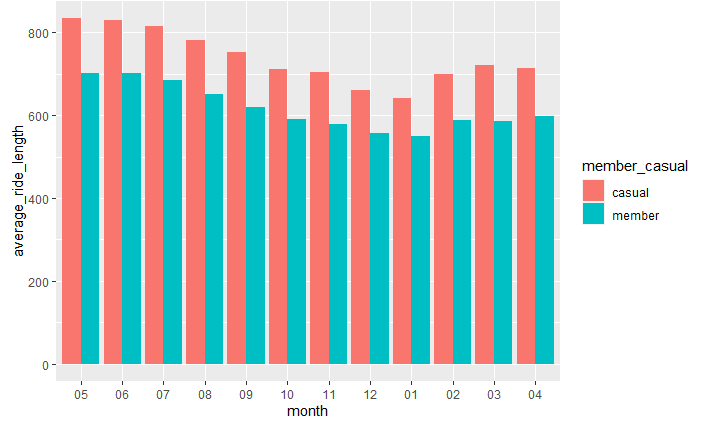 average_ride_length
800
600
400
200
0
05 06 07 08 09 10 11 12 01 02 03 04
month
member_casual
casual
member